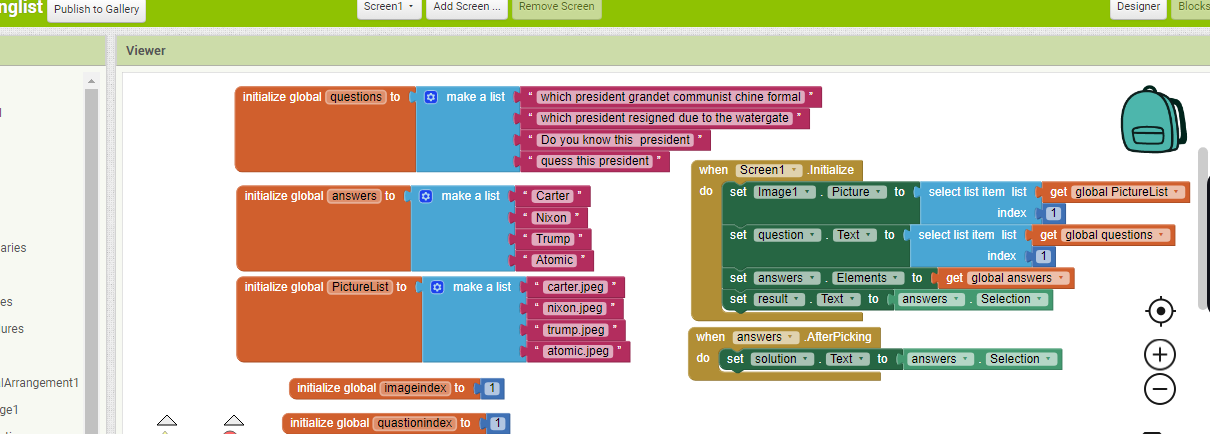 nglist Publish to Gallery Screen1 Add Screen ... Remove Screen Designer Blocks
Viewer
initialize global questions to make a list " which president grandet communist chine formal "
" which president resigned due to the watergate "
" Do you know this president "
" quess this president "
initialize global answers to make a list " Carter "
" Nixon "
" Trump "
" Atomic "
initialize global PictureList to make a list " carter.jpeg "
" nixon.jpeg "
" trump.jpeg "
" atomic.jpeg "
initialize global imageindex to 1
initialize global quastionindex to 1
when Screen1 .Initialize
do set Image1 . Picture to select list item list get global PictureList
index 1
set question . Text to select list item list get global questions
index 1
set answers . Elements to get global answers
set result . Text to answers . Selection
when answers .AfterPicking
do set solution . Text to answers . Selection
aries
es
ures
alArrangement1
ge1